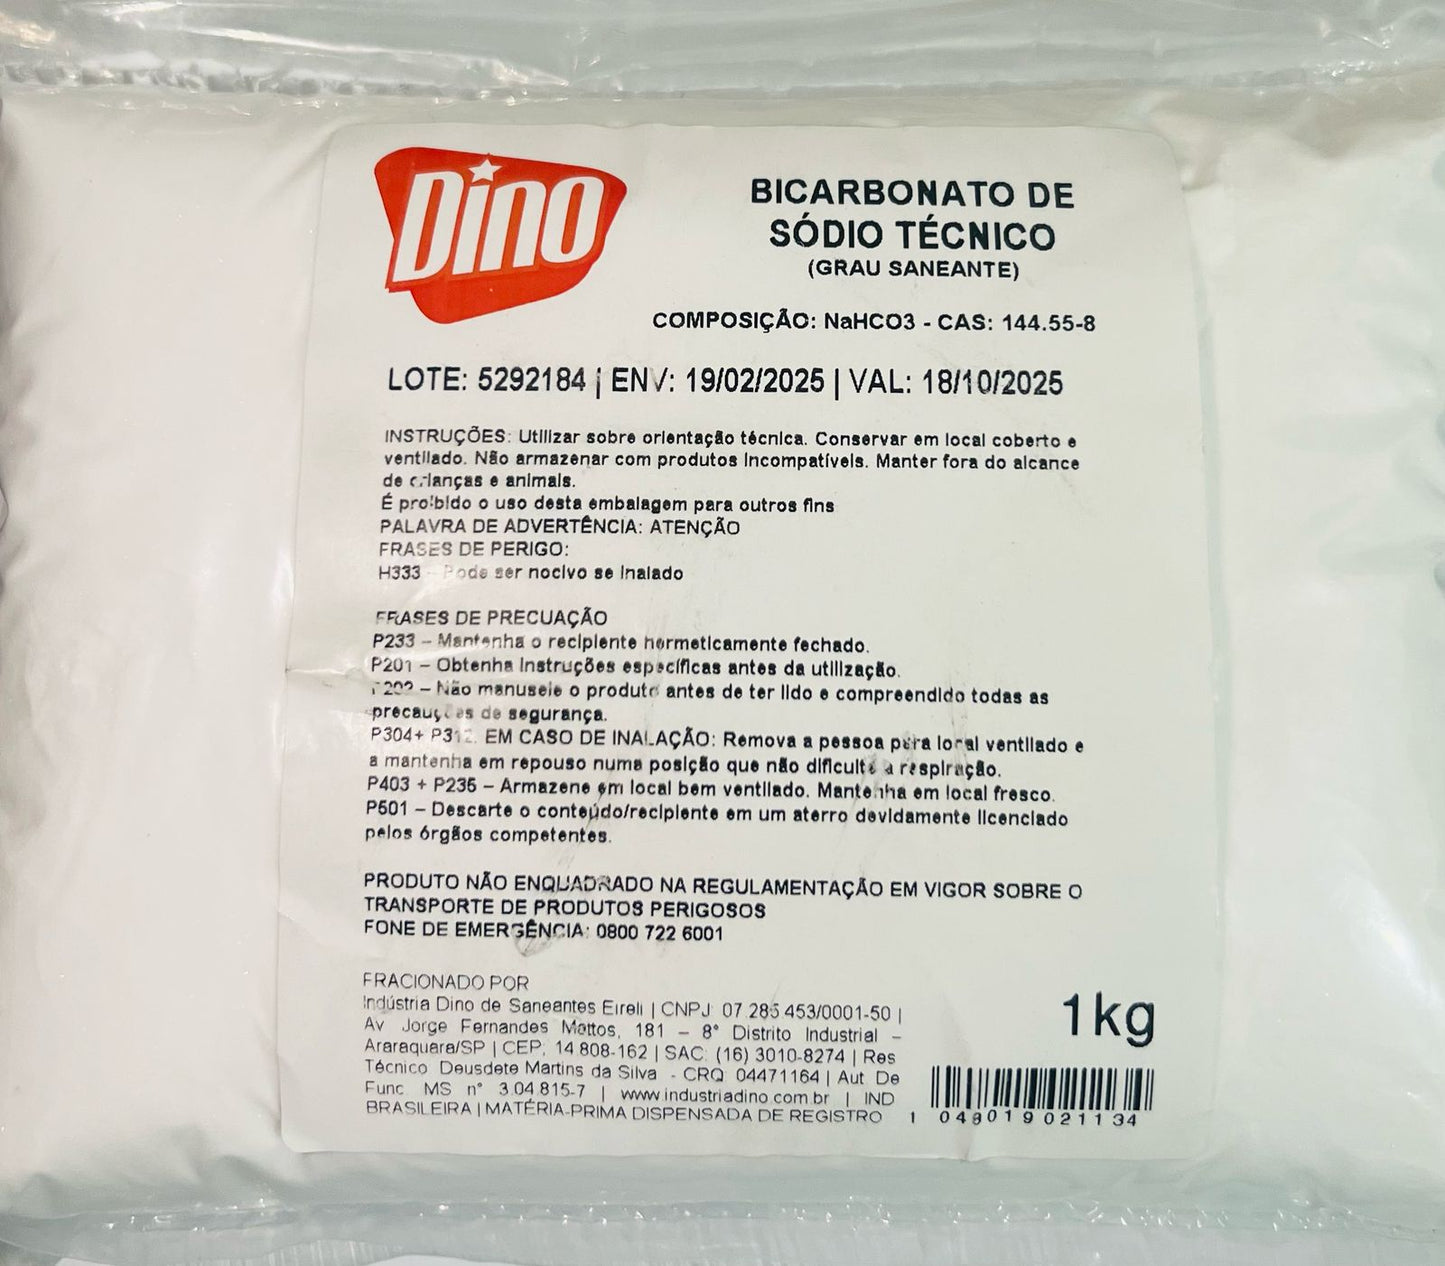 Dino
BICARBONATO DE
SÓDIO TÉCNICO
(GRAU SANEANTE)
COMPOSIÇÃO: NaHCO3 - CAS: 144.55-8
LOTE: 5292184 | ENV: 19/02/2025 | VAL: 18/10/2025
INSTRUÇÕES: Utilizar sobre orientação técnica. Conservar em local coberto e
ventilado. Não armazenar com produtos incompatíveis. Manter fora do alcance
de crianças e animais.
É proibido o uso desta embalagem para outros fins
PALAVRA DE ADVERTÊNCIA: ATENÇÃO
FRASES DE PERIGO:
H333 - Pode ser nocivo se inalado
FRASES DE PRECUAÇÃO
P233 – Mantenha o recipiente hermeticamente fechado.
P201 – Obtenha instruções específicas antes da utilização.
P202 – Não manuseie o produto antes de ter lido e compreendido todas as
precauções de segurança.
P304+ P312. EM CASO DE INALAÇÃO: Remova a pessoa para local ventilado e
a mantenha em repouso numa posição que não dificulte a respiração.
P403 + P235 – Armazene em local bem ventilado. Mantenha em local fresco.
P501 – Descarte o conteúdo/recipiente em um aterro devidamente licenciado
pelos órgãos competentes.
PRODUTO NÃO ENQUADRADO NA REGULAMENTAÇÃO EM VIGOR SOBRE O
TRANSPORTE DE PRODUTOS PERIGOSOS
FONE DE EMERGÊNCIA: 0800 722 6001
FRACIONADO POR
Indústria Dino de Saneantes Eireli | CNPJ: 07.285.453/0001-50 |
Av Jorge Fernandes Mattos, 181 – 8° Distrito Industrial –
Araraquara/SP | CEP: 14.808-162 | SAC: (16) 3010-8274 | Res
Técnico Deusdete Martins da Silva - CRQ 04471164 | Aut De
Func MS n° 3.04.815-7 | www.industriadino.com.br | IND
BRASILEIRA | MATÉRIA-PRIMA DISPENSADA DE REGISTRO
1kg
1 048019 021134